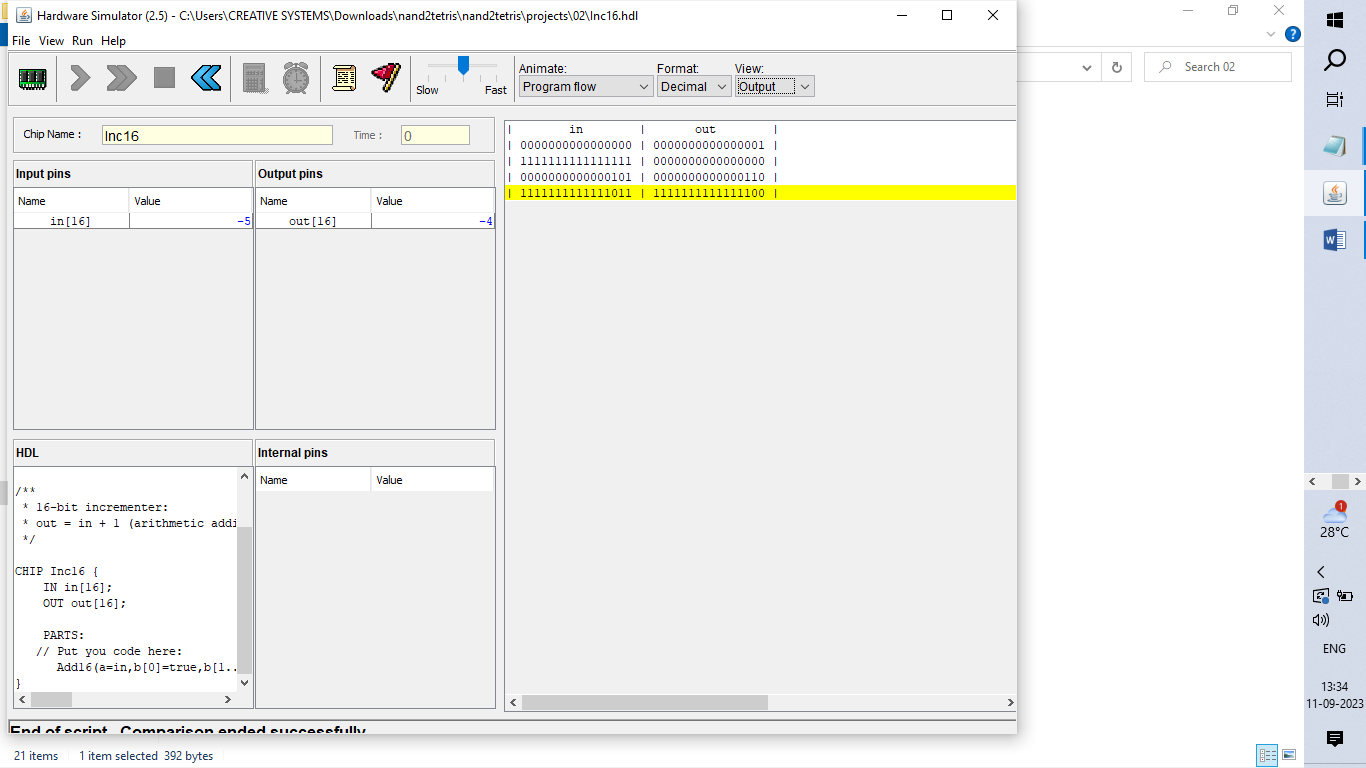 Hardware Simulator (2.5) - C:\Users\CREATIVE SYSTEMS\Downloads\nand2tetris\nand2tetris\projects\02\Inc16.hdl
File View Run Help
Slow Fast
Animate: Format: View:
Program flow Decimal Output
Search 02
Chip Name : Inc16 Time : 0
Input pins
Name Value
in[16] -5
Output pins
Name Value
out[16] -4
| in | out |
| 0000000000000000 | 0000000000000001 |
| 1111111111111111 | 0000000000000000 |
| 0000000000000101 | 0000000000000110 |
| 1111111111111011 | 1111111111111100 |
HDL
/**
* 16-bit incrementer:
* out = in + 1 (arithmetic addi
*/
CHIP Inc16 {
IN in[16];
OUT out[16];
PARTS:
// Put you code here:
Add16(a=in,b[0]=true,b[1..
}
Internal pins
Name Value
End of script - Comparison ended successfully
21 items 1 item selected 392 bytes
1
28°C
ENG
13:34
11-09-2023